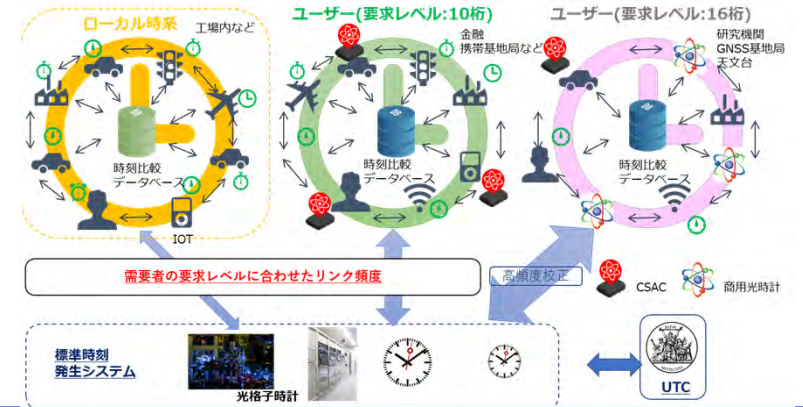 ローカル時系
工場内など
時刻比較
データベース
IOT
ユーザー(要求レベル:10桁)
金融
携帯基地局など
時刻比較
データベース
ユーザー(要求レベル:16桁)
研究機関
GNSS基地局
天文台
時刻比較
データベース
需要者の要求レベルに合わせたリンク頻度
高頻度校正
CSAC
商用光時計
標準時刻
発生システム
光格子時計
UTC